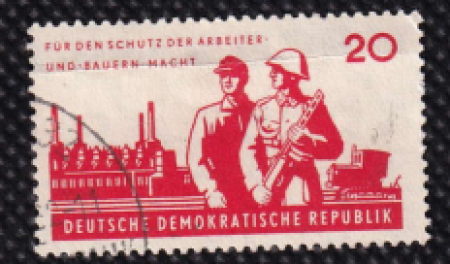 FÜR DEN SCHUTZ DER ARBEITER-
UND-BAUERN-MACHT
20
DEUTSCHE DEMOKRATISCHE REPUBLIK